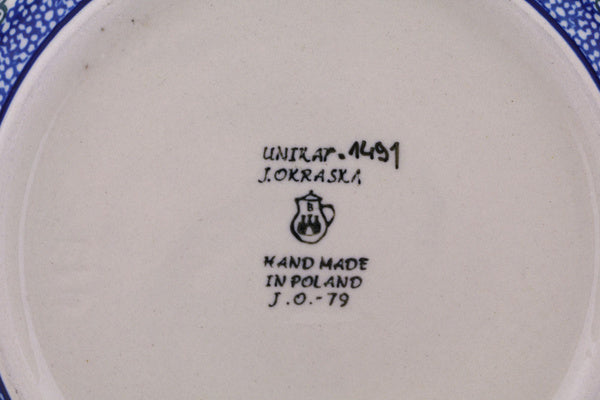 UNIKAT. 1491
J.OKRASKA
B
HAND MADE
IN POLAND
J.O.-79